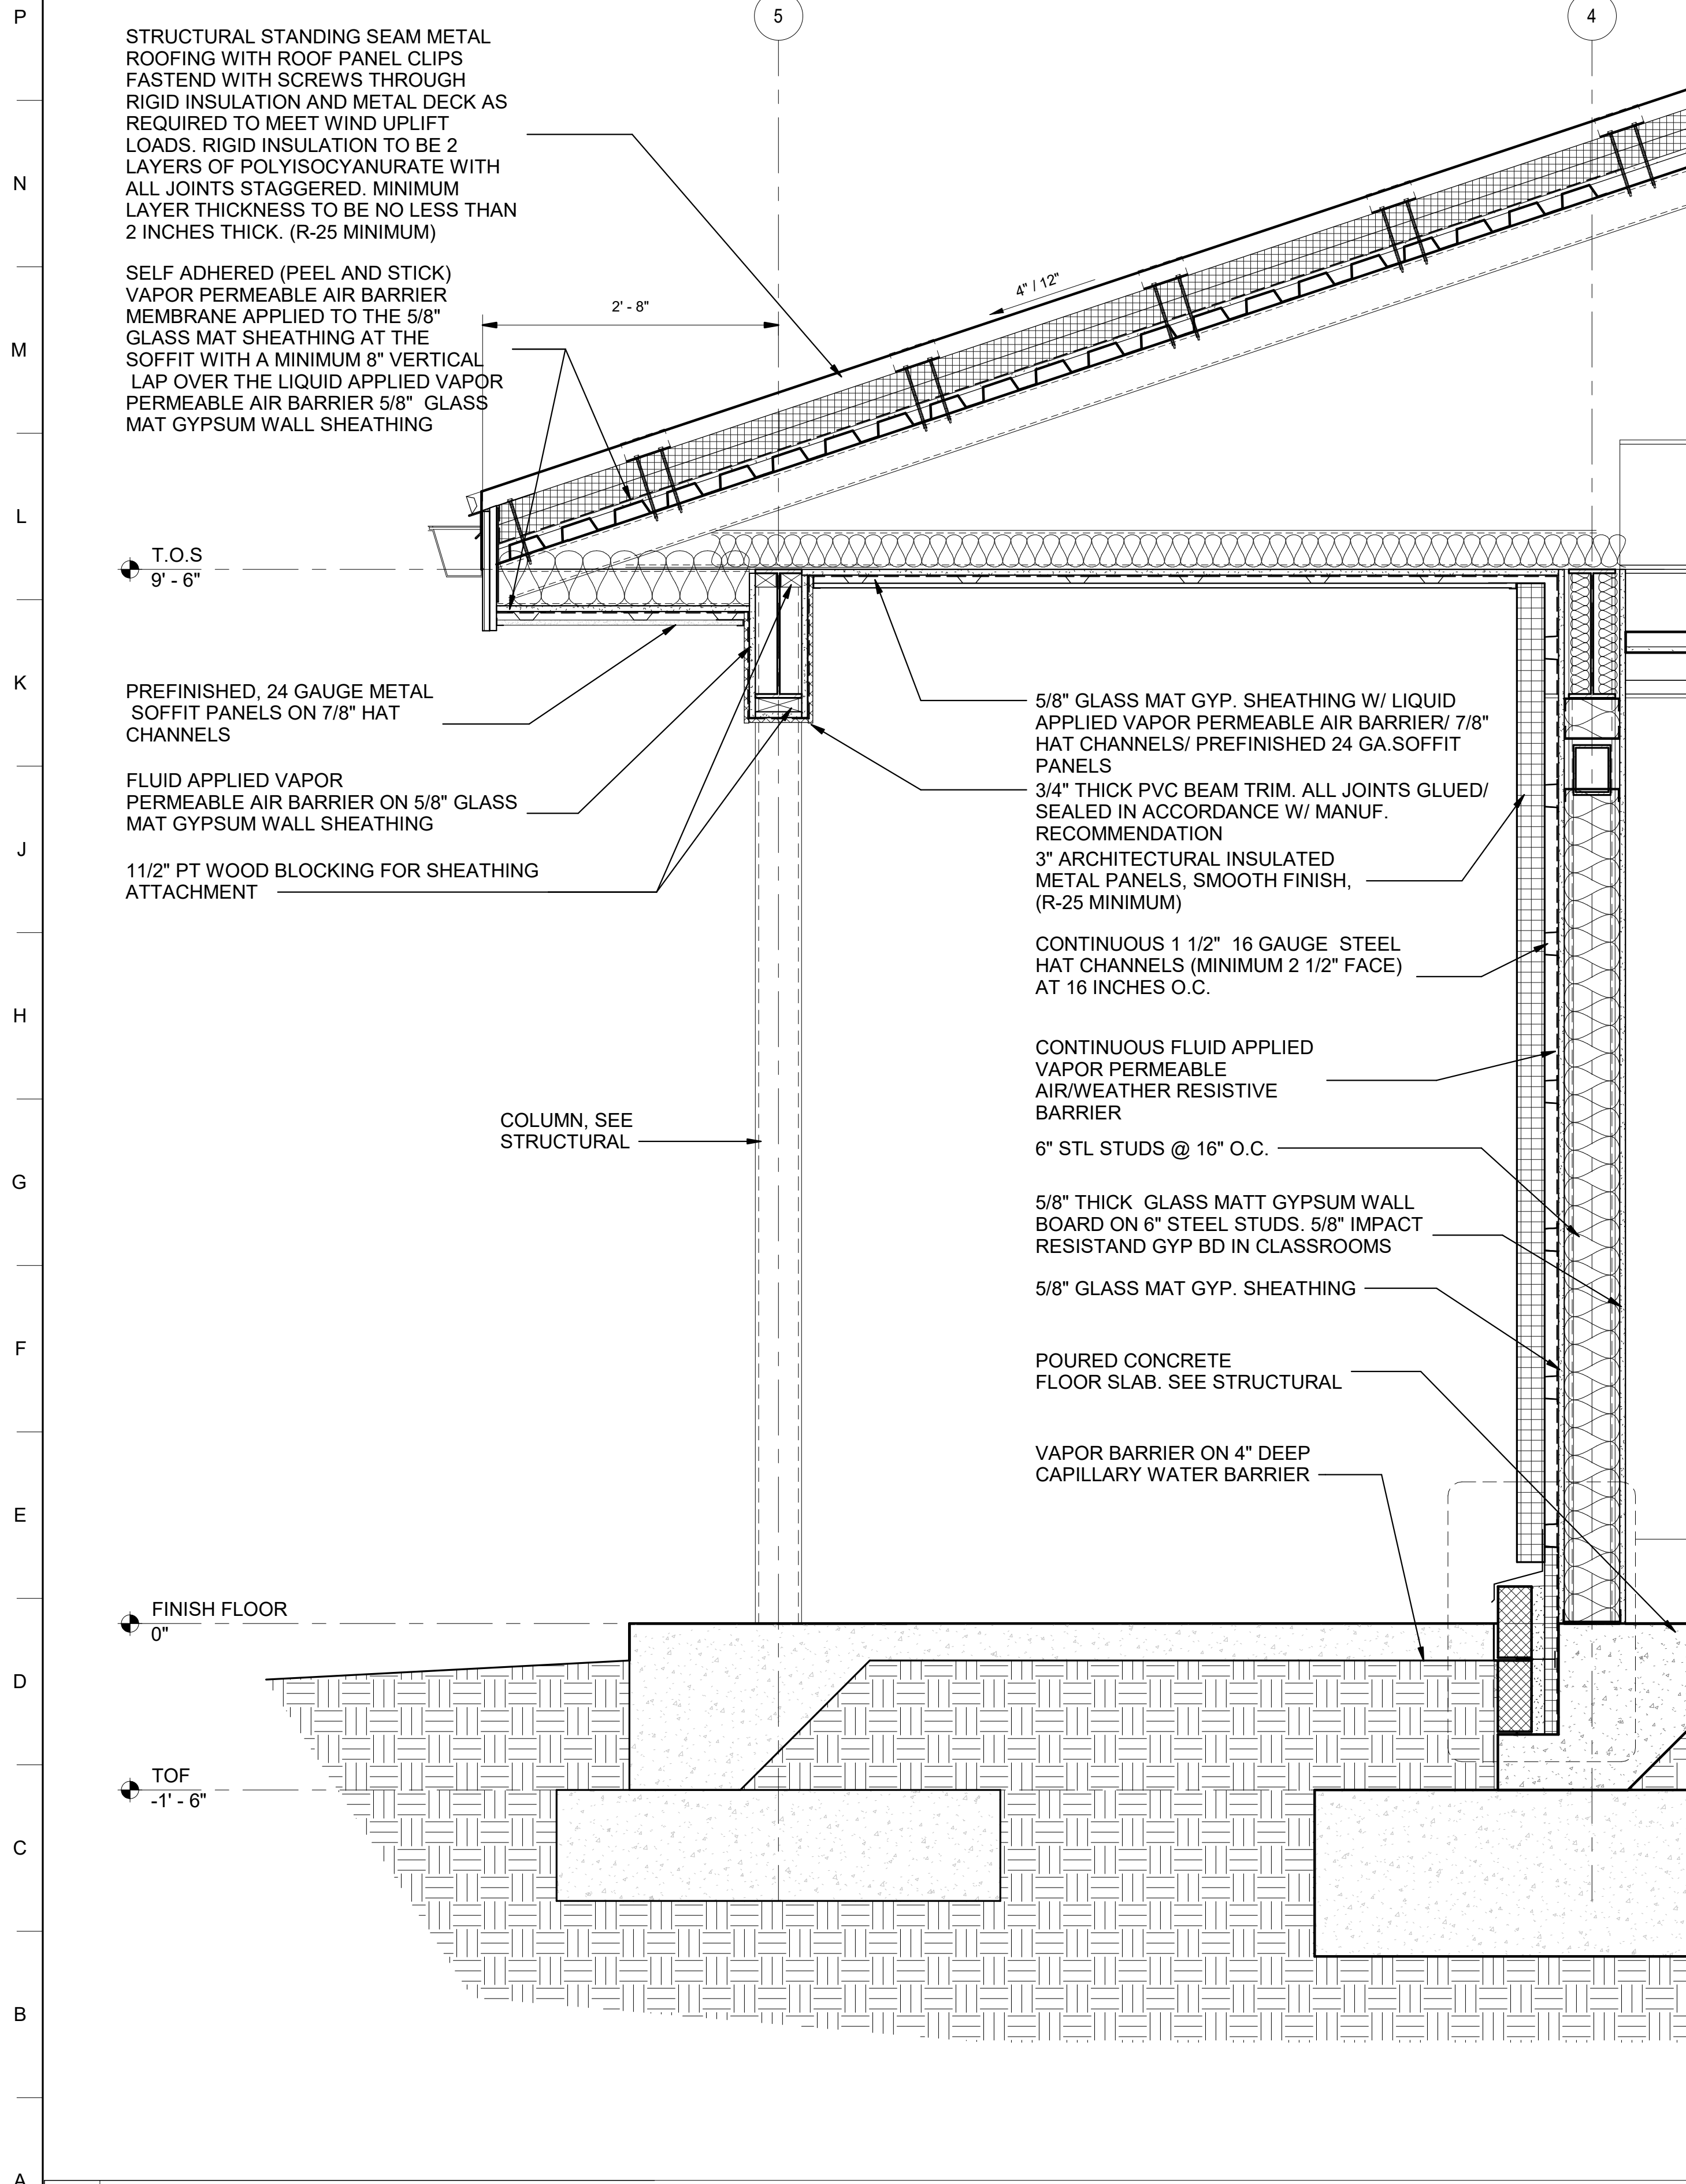 P
N
M
L
K
J
H
G
F
E
D
C
B
A
5
4
STRUCTURAL STANDING SEAM METAL
ROOFING WITH ROOF PANEL CLIPS
FASTEND WITH SCREWS THROUGH
RIGID INSULATION AND METAL DECK AS
REQUIRED TO MEET WIND UPLIFT
LOADS. RIGID INSULATION TO BE 2
LAYERS OF POLYISOCYANURATE WITH
ALL JOINTS STAGGERED. MINIMUM
LAYER THICKNESS TO BE NO LESS THAN
2 INCHES THICK. (R-25 MINIMUM)
SELF ADHERED (PEEL AND STICK)
VAPOR PERMEABLE AIR BARRIER
MEMBRANE APPLIED TO THE 5/8"
GLASS MAT SHEATHING AT THE
SOFFIT WITH A MINIMUM 8" VERTICAL
LAP OVER THE LIQUID APPLIED VAPOR
PERMEABLE AIR BARRIER 5/8" GLASS
MAT GYPSUM WALL SHEATHING
2' - 8"
4" / 12"
T.O.S
9' - 6"
PREFINISHED, 24 GAUGE METAL
SOFFIT PANELS ON 7/8" HAT
CHANNELS
FLUID APPLIED VAPOR
PERMEABLE AIR BARRIER ON 5/8" GLASS
MAT GYPSUM WALL SHEATHING
11/2" PT WOOD BLOCKING FOR SHEATHING
ATTACHMENT
COLUMN, SEE
STRUCTURAL
5/8" GLASS MAT GYP. SHEATHING W/ LIQUID
APPLIED VAPOR PERMEABLE AIR BARRIER/ 7/8"
HAT CHANNELS/ PREFINISHED 24 GA.SOFFIT
PANELS
3/4" THICK PVC BEAM TRIM. ALL JOINTS GLUED/
SEALED IN ACCORDANCE W/ MANUF.
RECOMMENDATION
3" ARCHITECTURAL INSULATED
METAL PANELS, SMOOTH FINISH,
(R-25 MINIMUM)
CONTINUOUS 1 1/2" 16 GAUGE STEEL
HAT CHANNELS (MINIMUM 2 1/2" FACE)
AT 16 INCHES O.C.
CONTINUOUS FLUID APPLIED
VAPOR PERMEABLE
AIR/WEATHER RESISTIVE
BARRIER
6" STL STUDS @ 16" O.C.
5/8" THICK GLASS MATT GYPSUM WALL
BOARD ON 6" STEEL STUDS. 5/8" IMPACT
RESISTAND GYP BD IN CLASSROOMS
5/8" GLASS MAT GYP. SHEATHING
POURED CONCRETE
FLOOR SLAB. SEE STRUCTURAL
VAPOR BARRIER ON 4" DEEP
CAPILLARY WATER BARRIER
FINISH FLOOR
0"
TOF
-1' - 6"